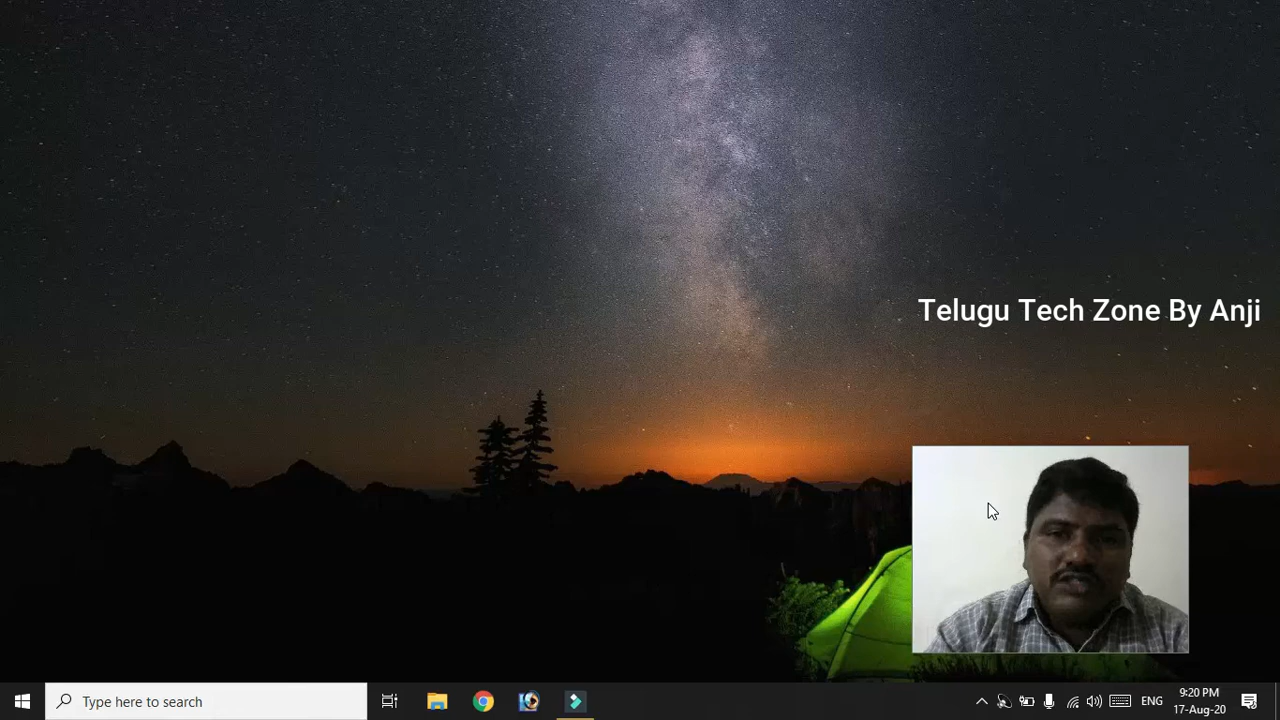 Telugu Tech Zone By Anji
Type here to search
ENG
9:20 PM
17-Aug-20